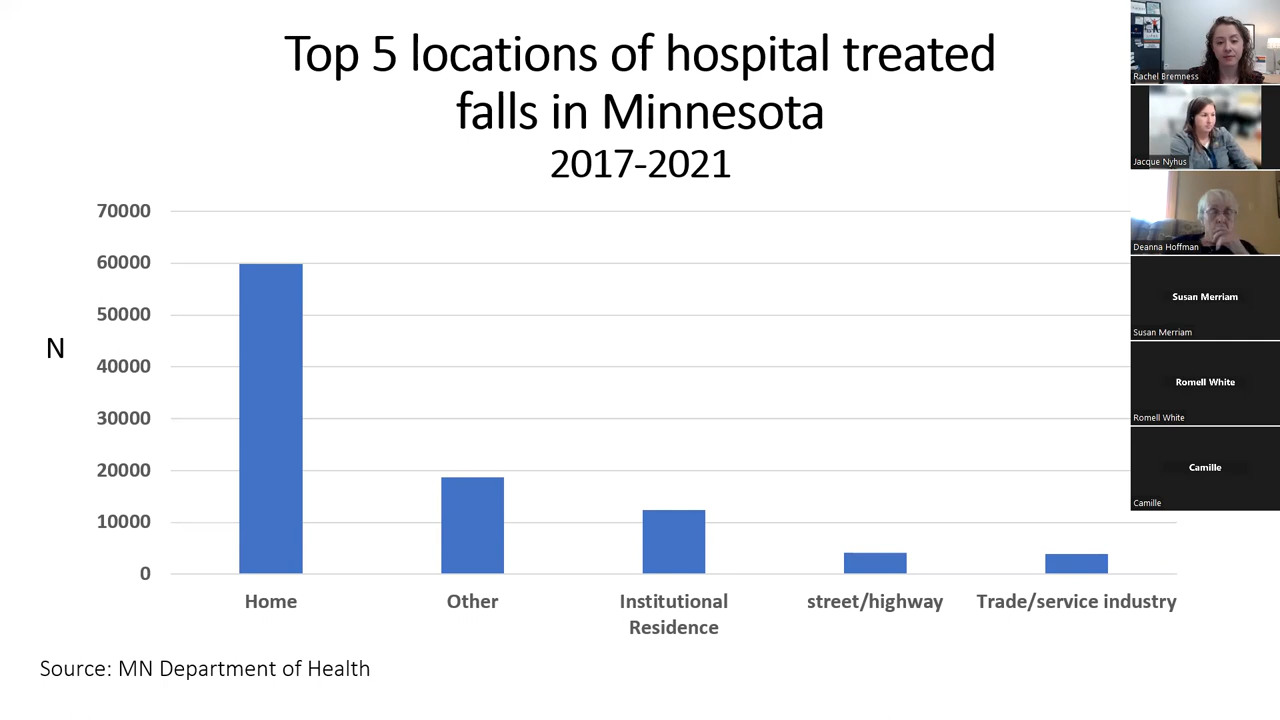 Top 5 locations of hospital treated
falls in Minnesota
2017-2021
70000
60000
50000
40000
30000
20000
10000
0
N
Home
Other
Institutional
Residence
street/highway
Trade/service industry
Source: MN Department of Health
Rachel Bremness
Jacque Nyhus
Deanna Hoffman
Susan Merriam
Susan Merriam
Romell White
Romell White
Camille
Camille